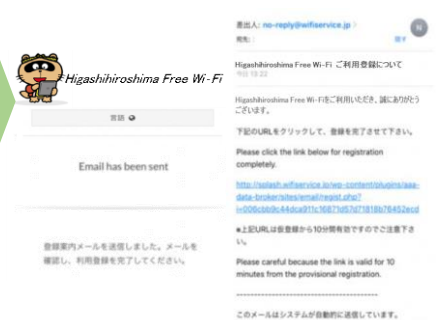 Higashihiroshima Free Wi-Fi
言語
Email has been sent
登録案内メールを送信しました。メールを
確認し、利用登録を完了してください。
差出人: no-reply@wifiservice.jp
宛先:
隠す
N
Higashihiroshima Free Wi-Fi ご利用登録について
今日 13:22
Higashihiroshima Free Wi-Fiをご利用いただき、誠にありがとう
ございます。
下記のURLをクリックして、登録を完了させて下さい。
Please click the link below for registration
completely.
http://splash.wifiservice.jp/wp-content/plugins/aaa-
data-broker/sites/email/regist.php?
※上記URLは仮登録から10分間有効ですのでご注意下さ
い。
Please careful because the link is valid for 10
minutes from the provisional registration.
----------------------------------------
このメールはシステムが自動的に送信しています。